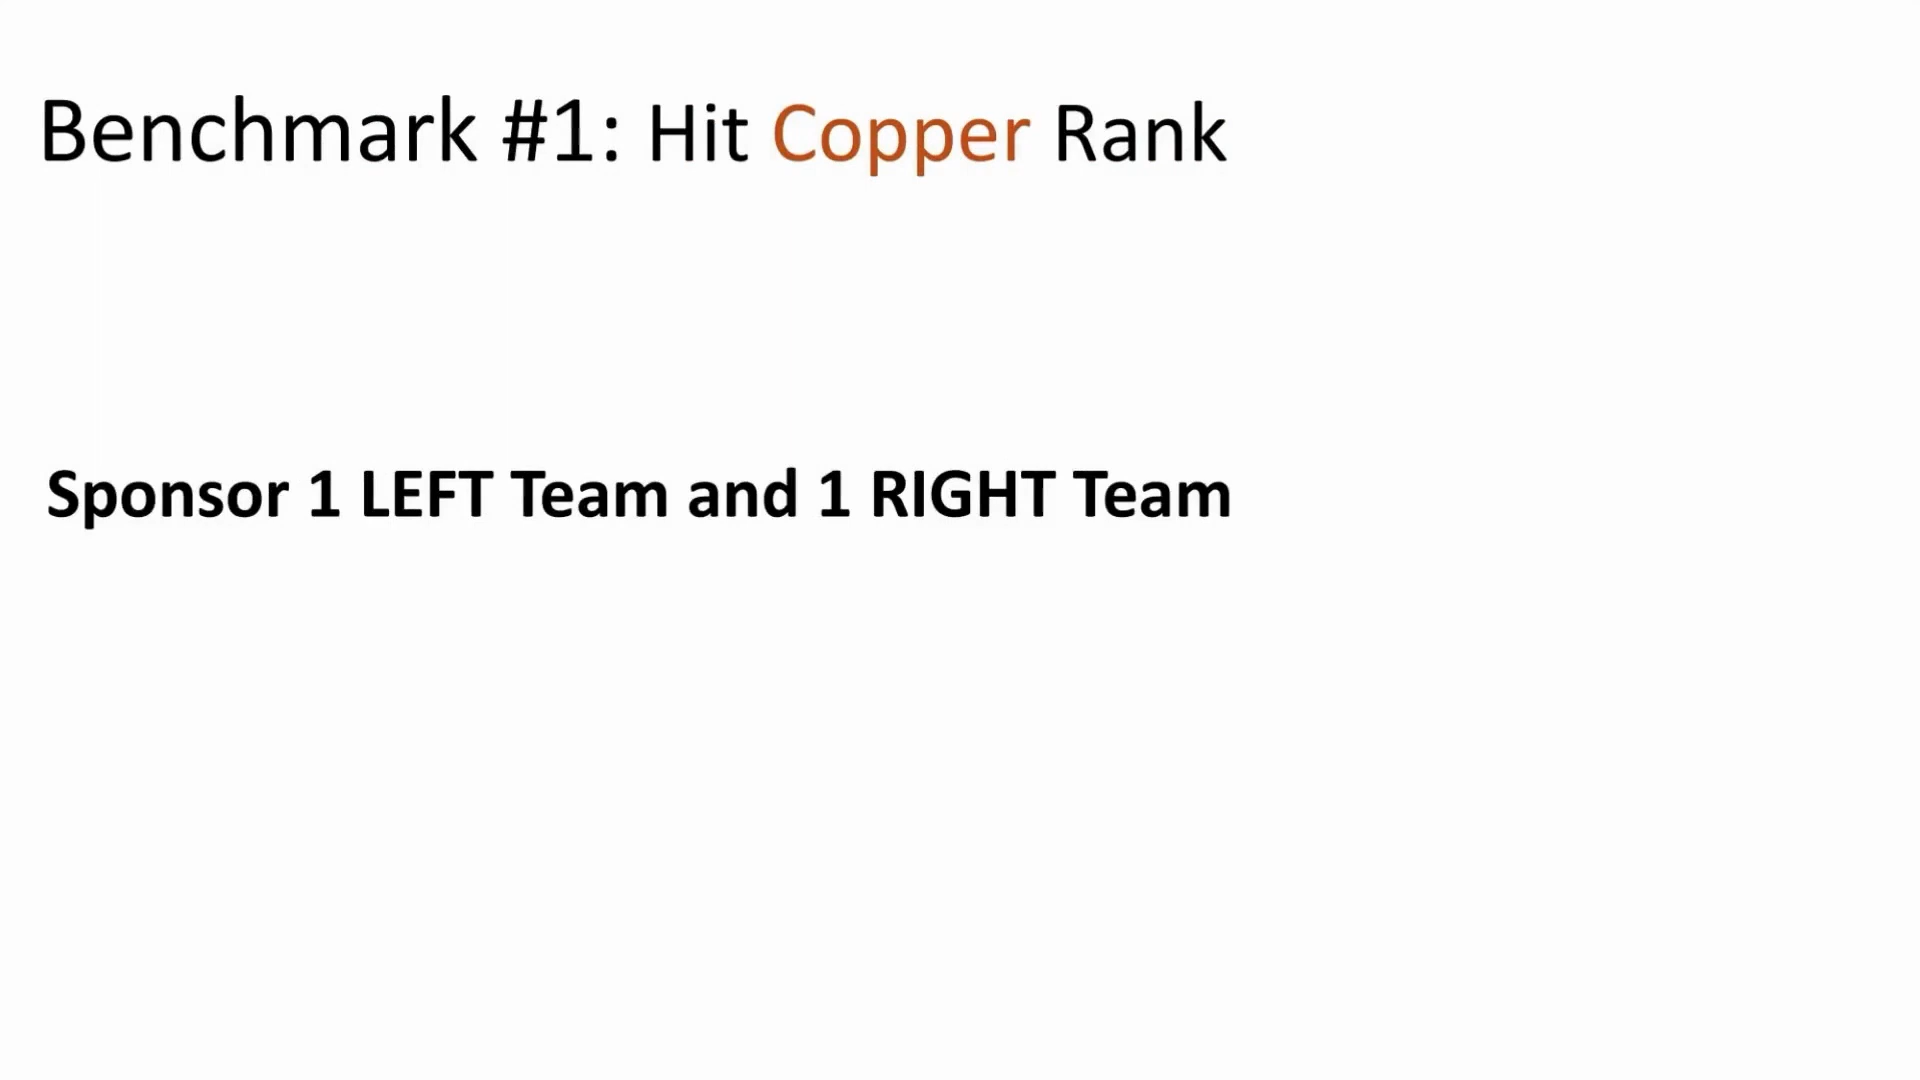 Benchmark #1: Hit Copper Rank
Sponsor 1 LEFT Team and 1 RIGHT Team